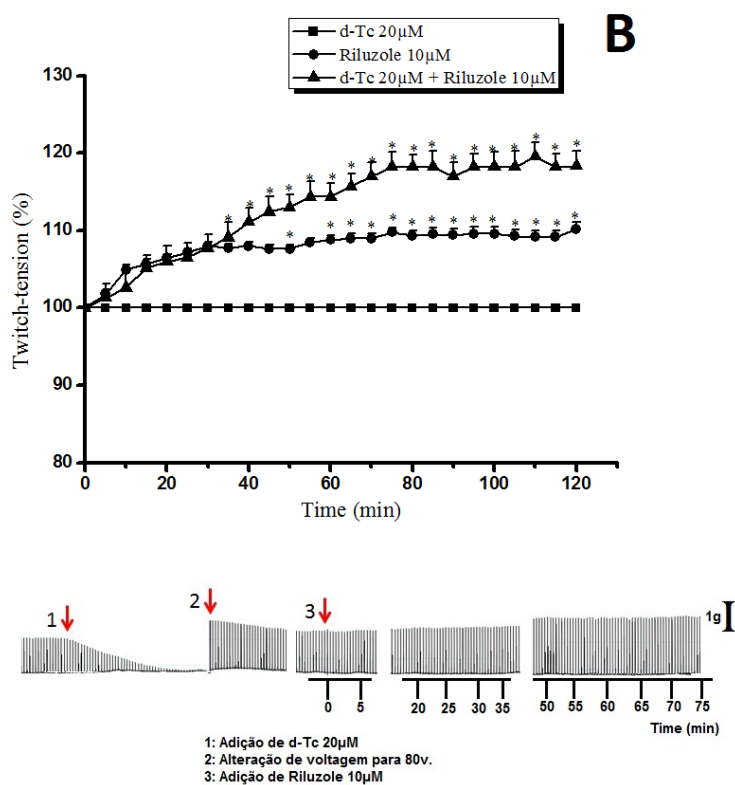 d-Tc 20µM
Riluzole 10µM
d-Tc 20µM + Riluzole 10µM
B
Twitch-tension (%)
130
120
110
100
90
80
0 20 40 60 80 100 120
Time (min)
* * * * * * * * * * * * * * * * * *
* * * * * * * * * * * * * * *
1 2 3 1g
0 5 20 25 30 35 50 55 60 65 70 75
Time (min)
1: Adição de d-Tc 20µM
2: Alteração de voltagem para 80v.
3: Adição de Riluzole 10µM